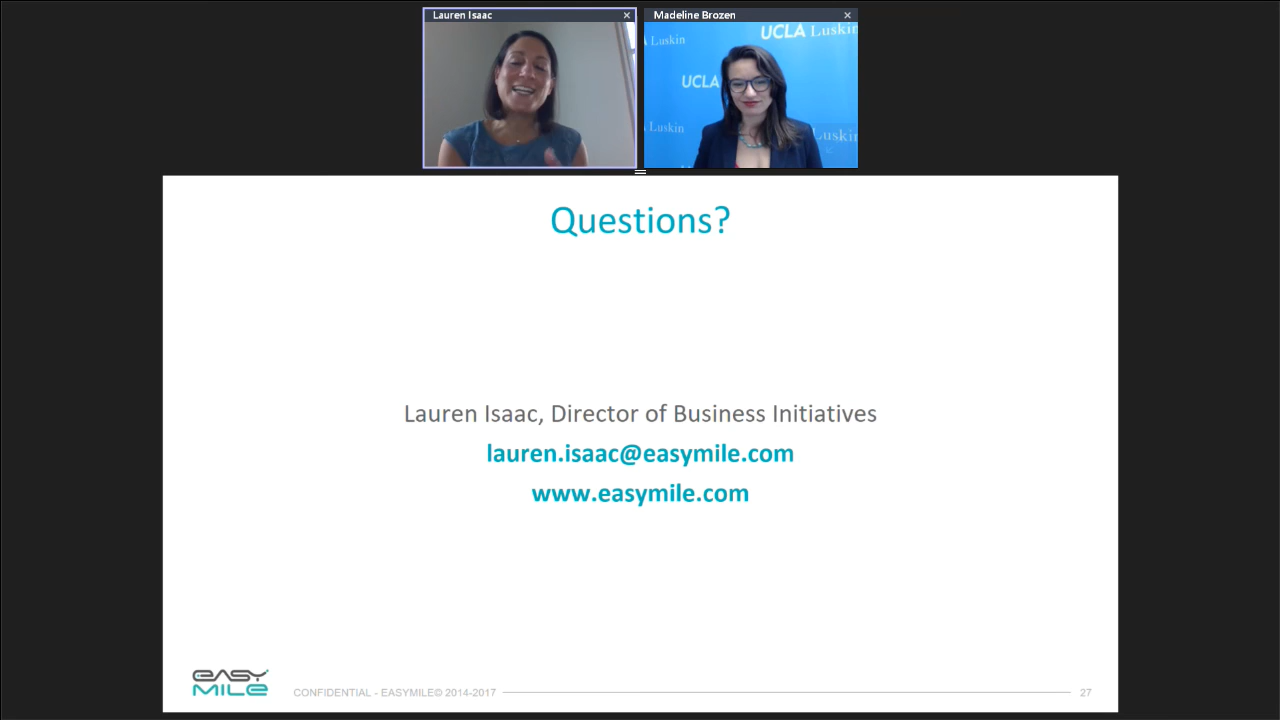 Lauren Isaac
Madeline Brozen
UCLA Luskin
Luskin
UCLA
Luskin
Luskin
Questions?
Lauren Isaac, Director of Business Initiatives
lauren.isaac@easymile.com
www.easymile.com
EASY
MILE
CONFIDENTIAL - EASYMILE© 2014-2017
27